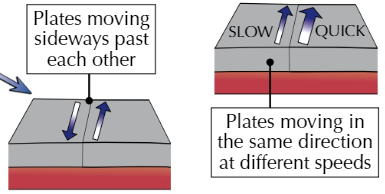 Plates moving
sideways past
each other
SLOW QUICK
Plates moving in
the same direction
at different speeds